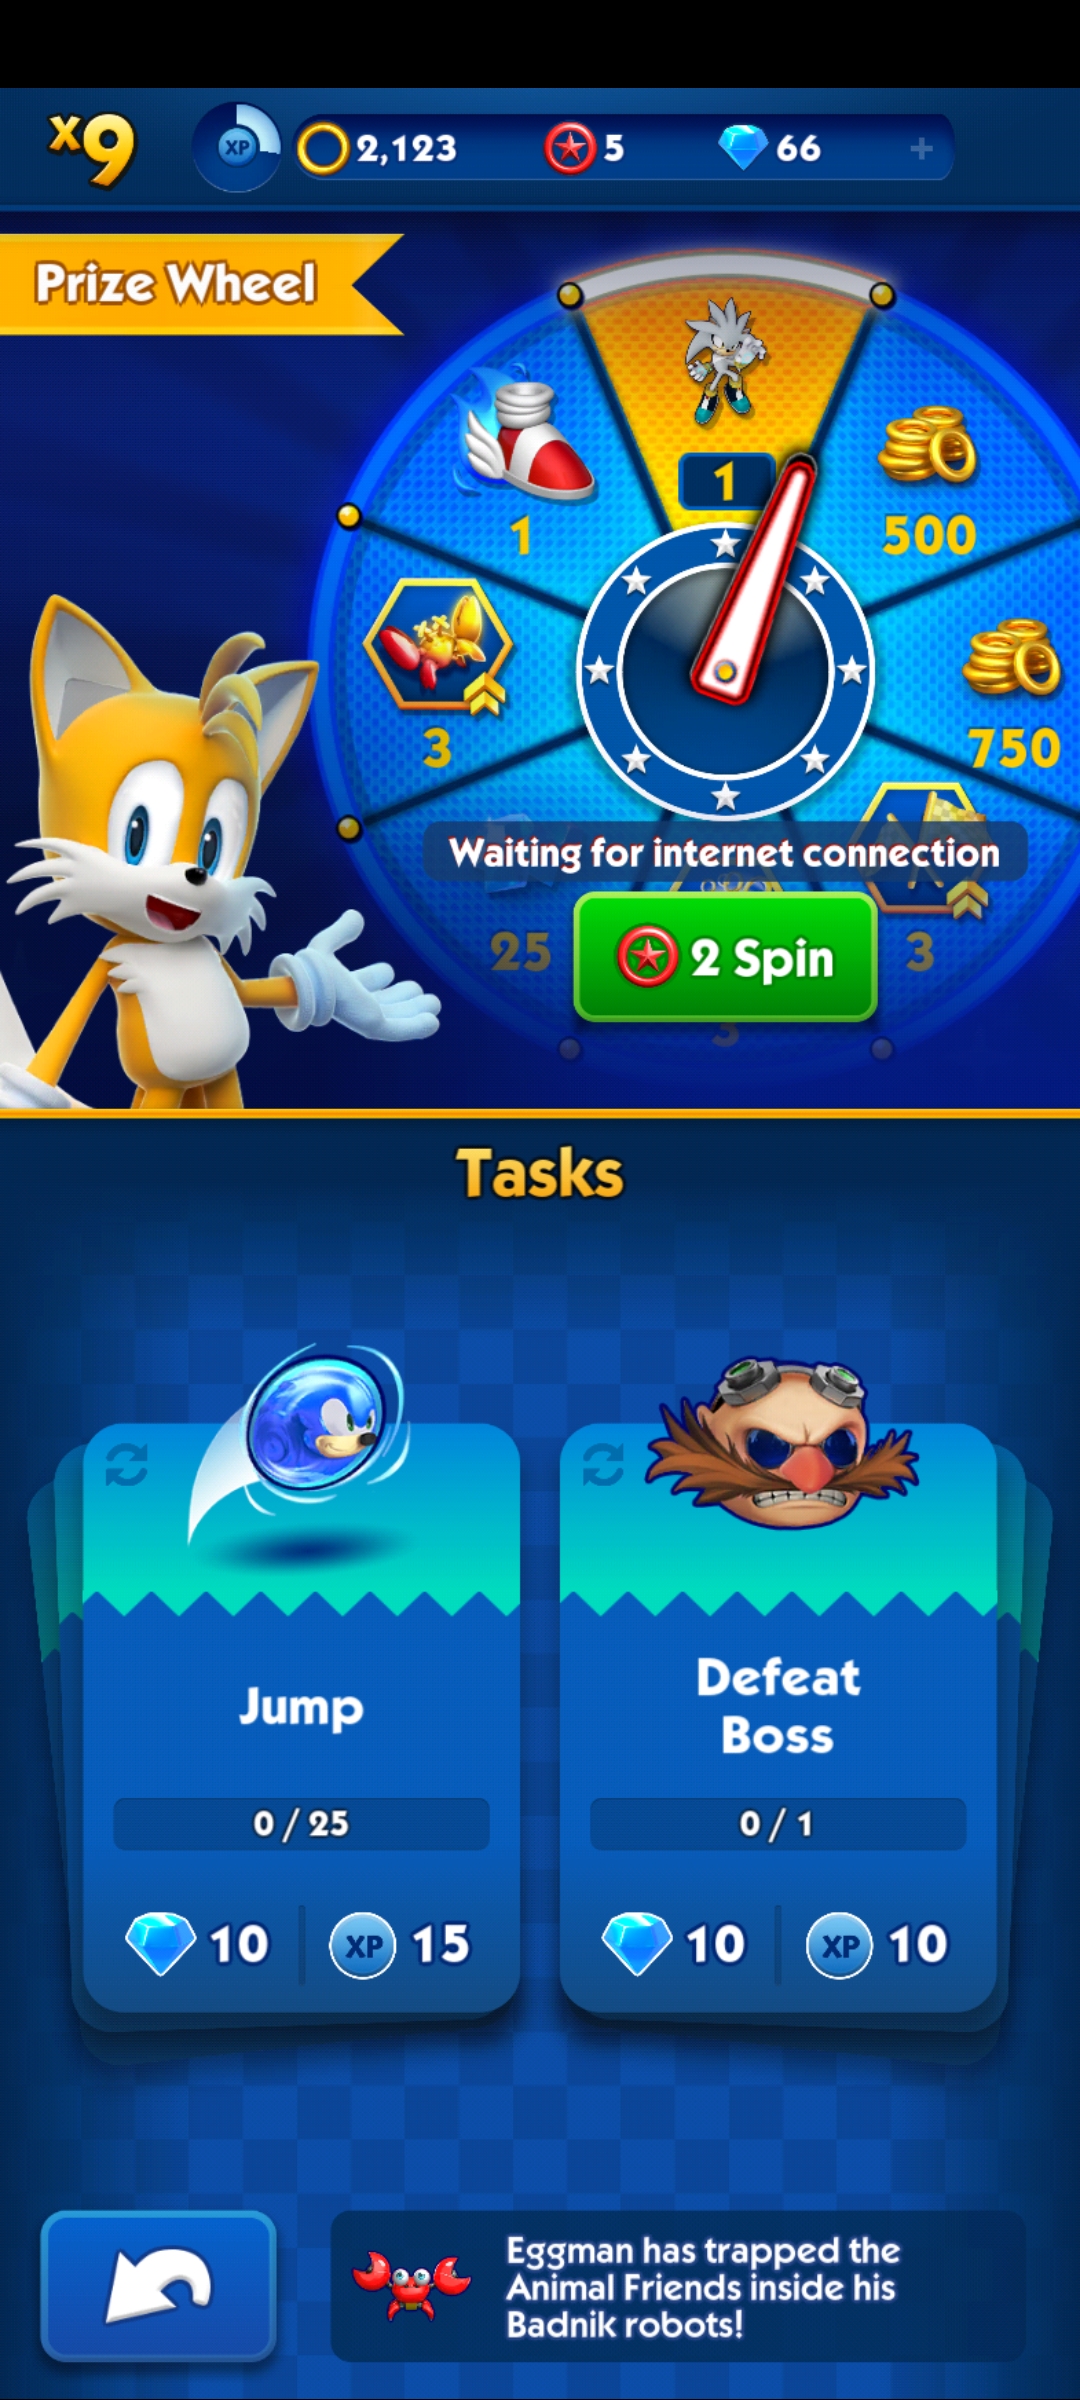 x9
XP
2,123
5
66
+
Prize Wheel
1
1
500
3
750
Waiting for internet connection
25
2 Spin
3
3
Tasks
Jump
Defeat
Boss
0 / 25
0 / 1
10
XP
15
10
XP
10
Eggman has trapped the
Animal Friends inside his
Badnik robots!